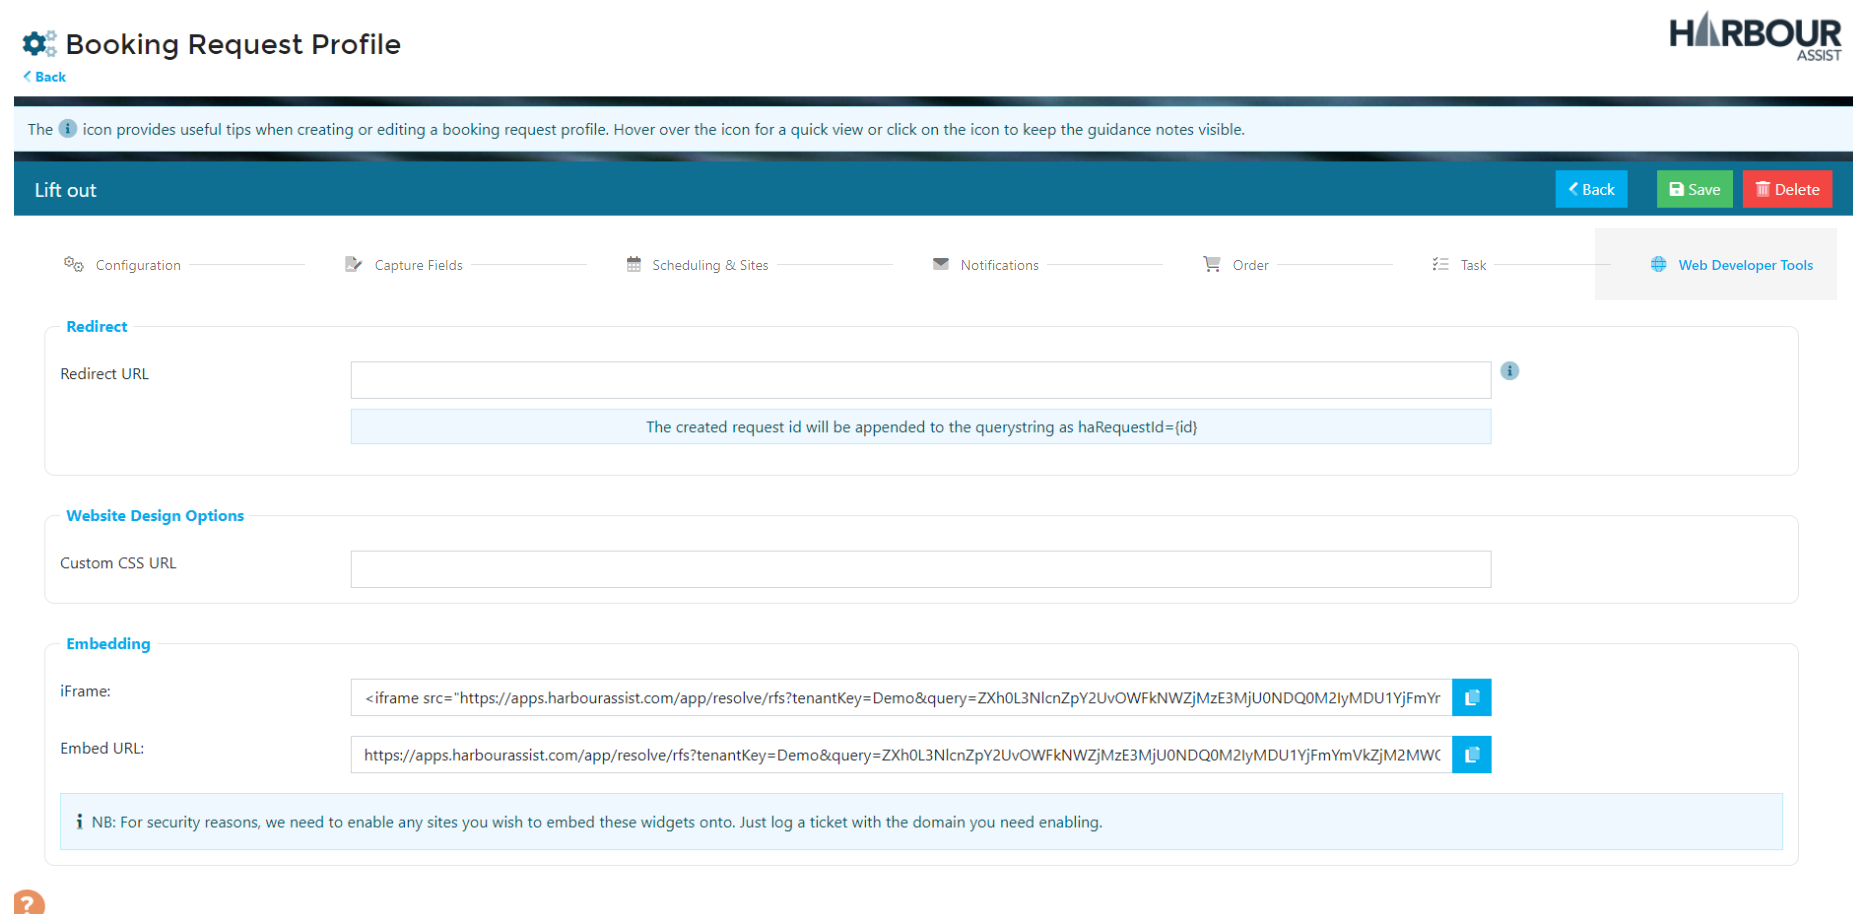 Booking Request Profile
HARBOUR
ASSIST
Back
The i icon provides useful tips when creating or editing a booking request profile. Hover over the icon for a quick view or click on the icon to keep the guidance notes visible.
Lift out
Back
Save
Delete
Configuration
Capture Fields
Scheduling & Sites
Notifications
Order
Task
Web Developer Tools
Redirect
Redirect URL
The created request id will be appended to the querystring as haRequestId={id}
Website Design Options
Custom CSS URL
Embedding
iFrame:
<iframe src="https://apps.harbourassist.com/app/resolve/rfs?tenantKey=Demo&query=ZXh0L3NlcnZpY2UvOWFkNWZjMzE3MjU0NDQ0M2IyMDU1YjFmYr
Embed URL:
https://apps.harbourassist.com/app/resolve/rfs?tenantKey=Demo&query=ZXh0L3NlcnZpY2UvOWFkNWZjMzE3MjU0NDQ0M2IyMDU1YjFmYmVkZjM2MWC
NB: For security reasons, we need to enable any sites you wish to embed these widgets onto. Just log a ticket with the domain you need enabling.
?